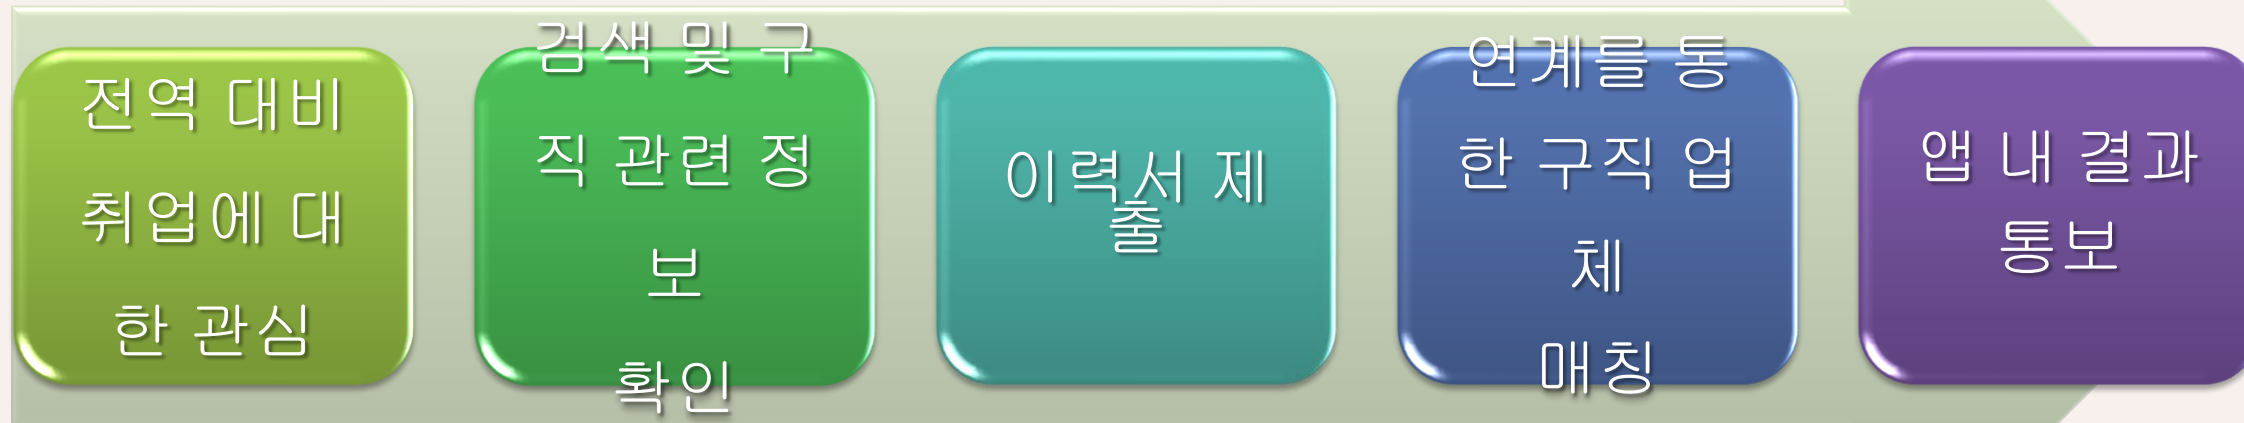 전역 대비
취업에 대
한 관심
검색 및 구
직 관련 정
보
확인
이력서 제
출
연계를 통
한 구직 업
체
매칭
앱 내 결과
통보